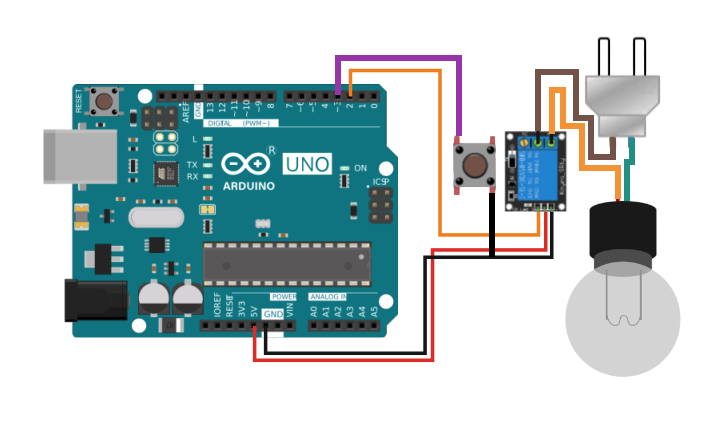 RESET
AREF
GND
13
12
~11
~10
~9
8
7
~6
~5
4
~3
2
1
0
DIGITAL (PWM~)
L
TX
RX
R
UNO
ARDUINO
ON
ICSP
IOREF
3V3
5V
GND
VIN
POWER
ANALOG IN
A0
A1
A2
A3
A4
A5